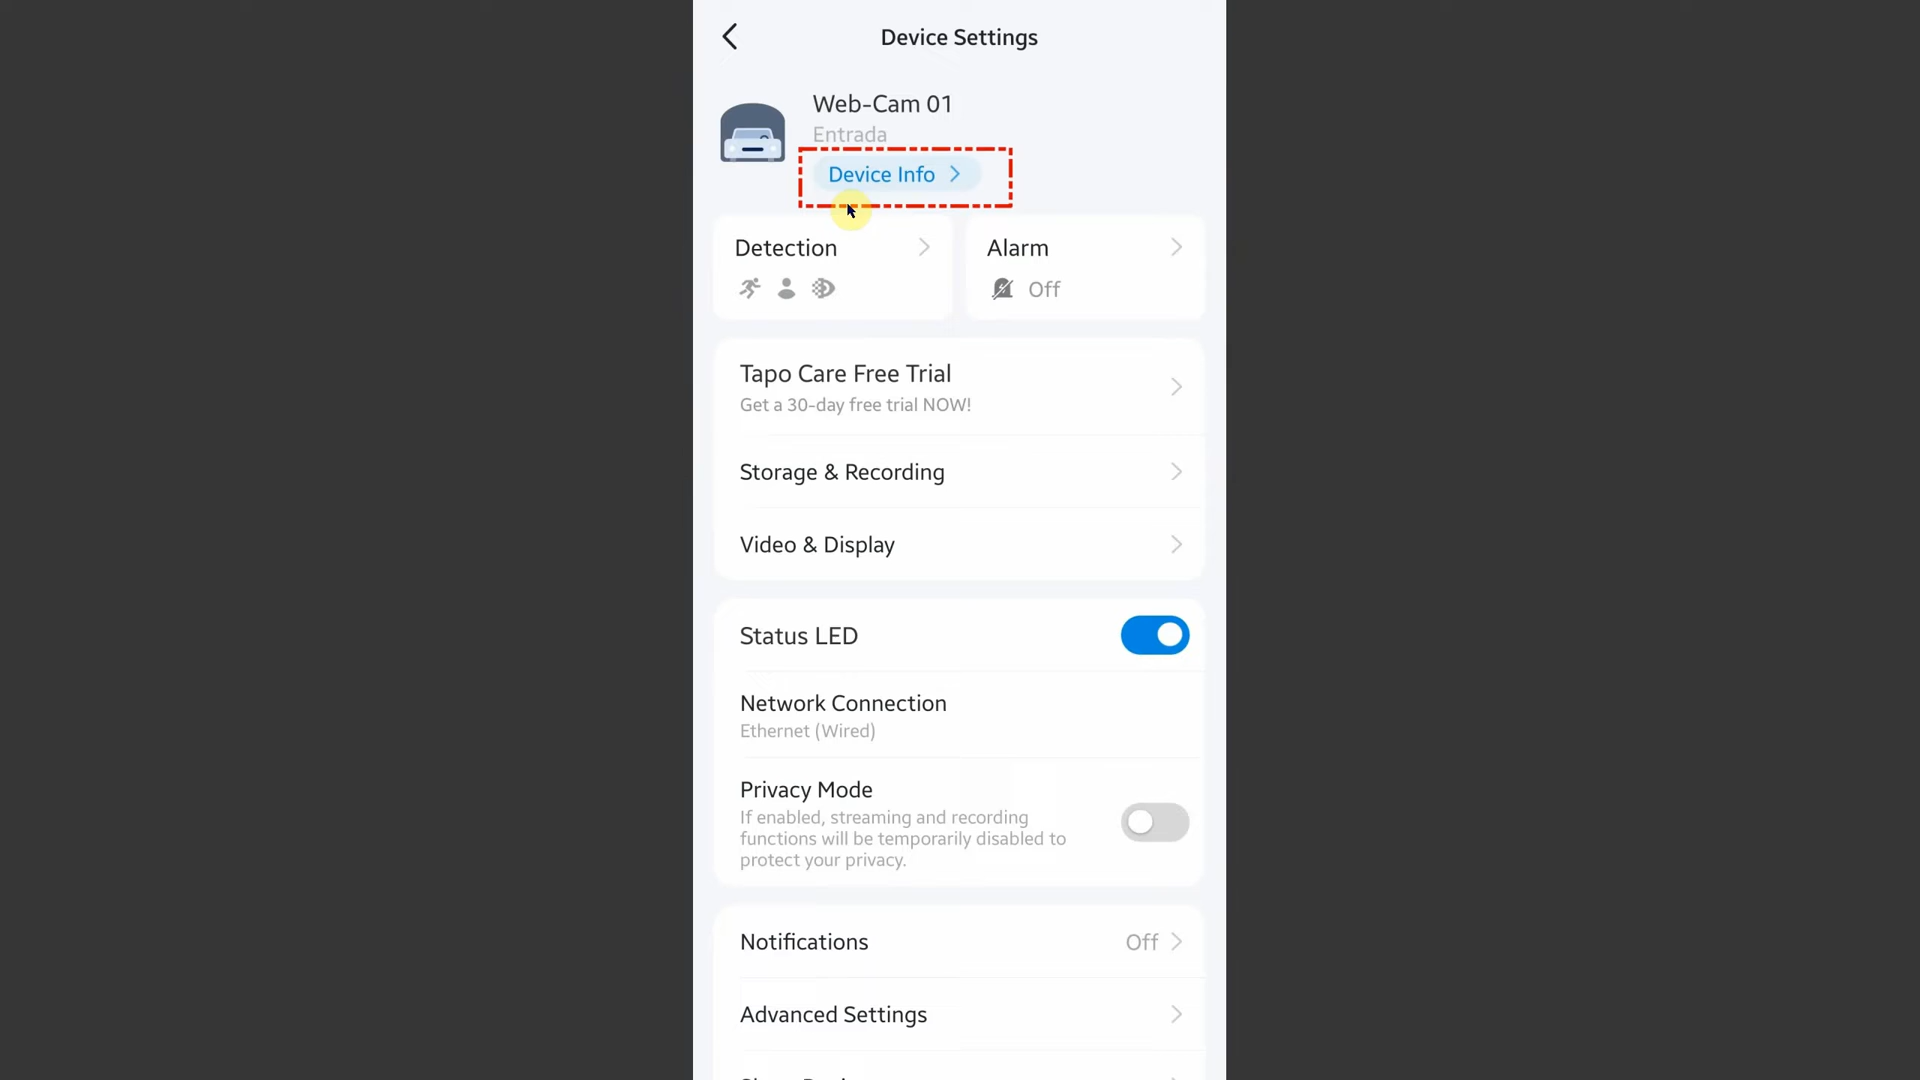 Device Settings
Web-Cam 01
Entrada
Device Info
Detection
Alarm
Off
Tapo Care Free Trial
Get a 30-day free trial NOW!
Storage & Recording
Video & Display
Status LED
Network Connection
Ethernet (Wired)
Privacy Mode
If enabled, streaming and recording
functions will be temporarily disabled to
protect your privacy.
Notifications
Off
Advanced Settings